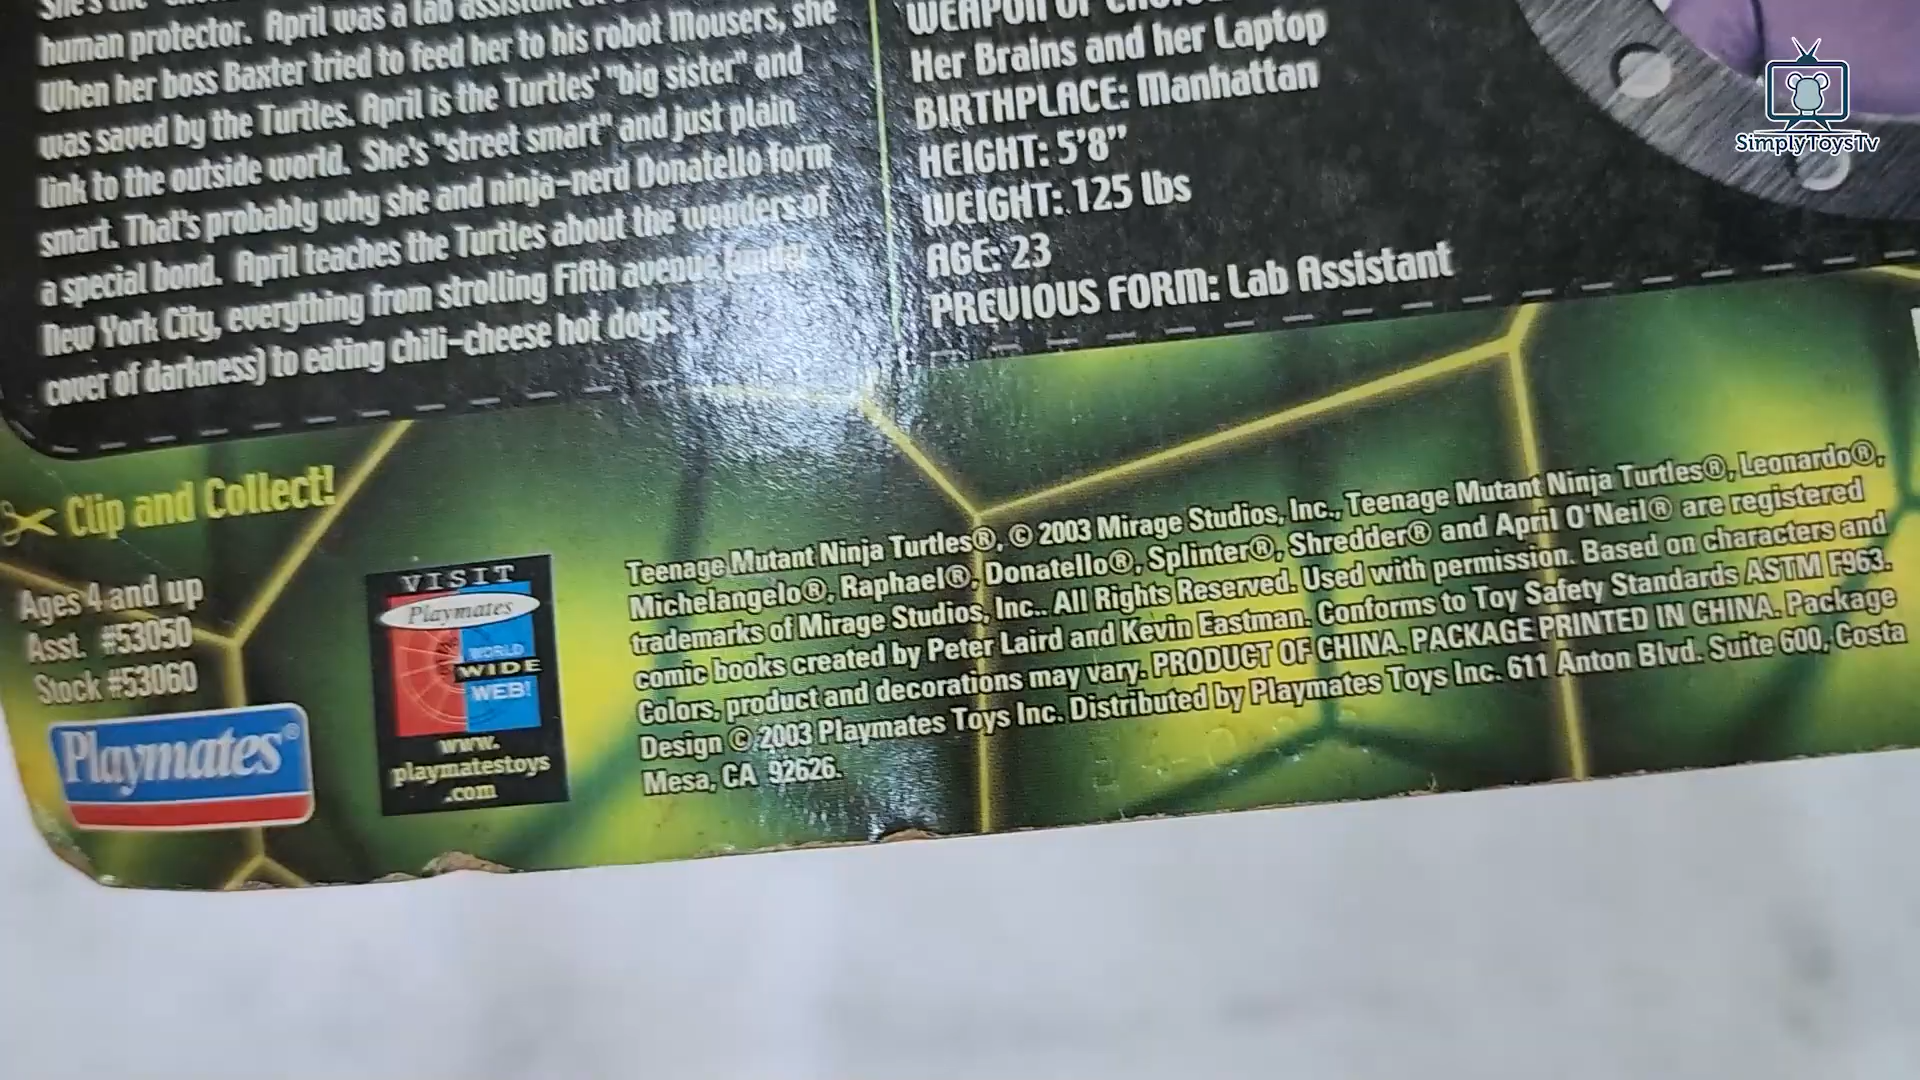 She's the
human protector. April was a lab assistant
When her boss Baxter tried to feed her to his robot Mousers, she
was saved by the Turtles. April is the Turtles' "big sister" and
link to the outside world. She's "street smart" and just plain
smart. That's probably why she and ninja-nerd Donatello form
a special bond. April teaches the Turtles about the wonders of
New York City, everything from strolling Fifth avenue (under
cover of darkness) to eating chili-cheese hot dogs.
WEAPON OF
Her Brains and her Laptop
BIRTHPLACE: Manhattan
HEIGHT: 5'8"
WEIGHT: 125 lbs
AGE: 23
PREVIOUS FORM: Lab Assistant
SimplyToysTv
Clip and Collect!
Ages 4 and up
Asst. #53050
Stock #53060
Playmates®
VISIT
Playmates
WORLD
WIDE
WEB!
www.
playmatestoys
.com
Teenage Mutant Ninja Turtles®, © 2003 Mirage Studios, Inc., Teenage Mutant Ninja Turtles®, Leonardo®,
Michelangelo®, Raphael®, Donatello®, Splinter®, Shredder® and April O'Neil® are registered
trademarks of Mirage Studios, Inc.. All Rights Reserved. Used with permission. Based on characters and
comic books created by Peter Laird and Kevin Eastman. Conforms to Toy Safety Standards ASTM F963.
Colors, product and decorations may vary. PRODUCT OF CHINA. PACKAGE PRINTED IN CHINA. Package
Design © 2003 Playmates Toys Inc. Distributed by Playmates Toys Inc. 611 Anton Blvd. Suite 600, Costa
Mesa, CA 92626.